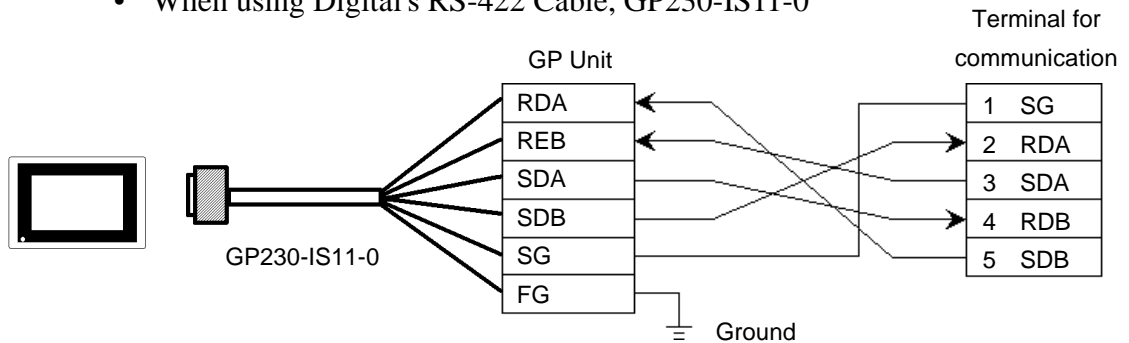 • When using Digital's RS-422 Cable, GP230-IS11-0
Terminal for
communication
GP Unit
RDA
REB
SDA
SDB
SG
FG
1 SG
2 RDA
3 SDA
4 RDB
5 SDB
GP230-IS11-0
Ground